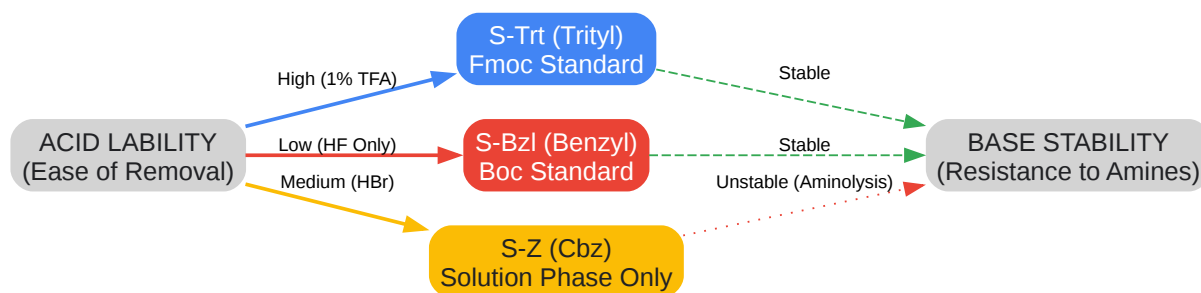 S-Trt (Trityl)
Fmoc Standard
High (1% TFA)
Stable
ACID LABILITY
(Ease of Removal)
Low (HF Only)
S-Bzl (Benzyl)
Boc Standard
Stable
BASE STABILITY
(Resistance to Amines)
Medium (HBr)
Unstable (Aminolysis)
S-Z (Cbz)
Solution Phase Only